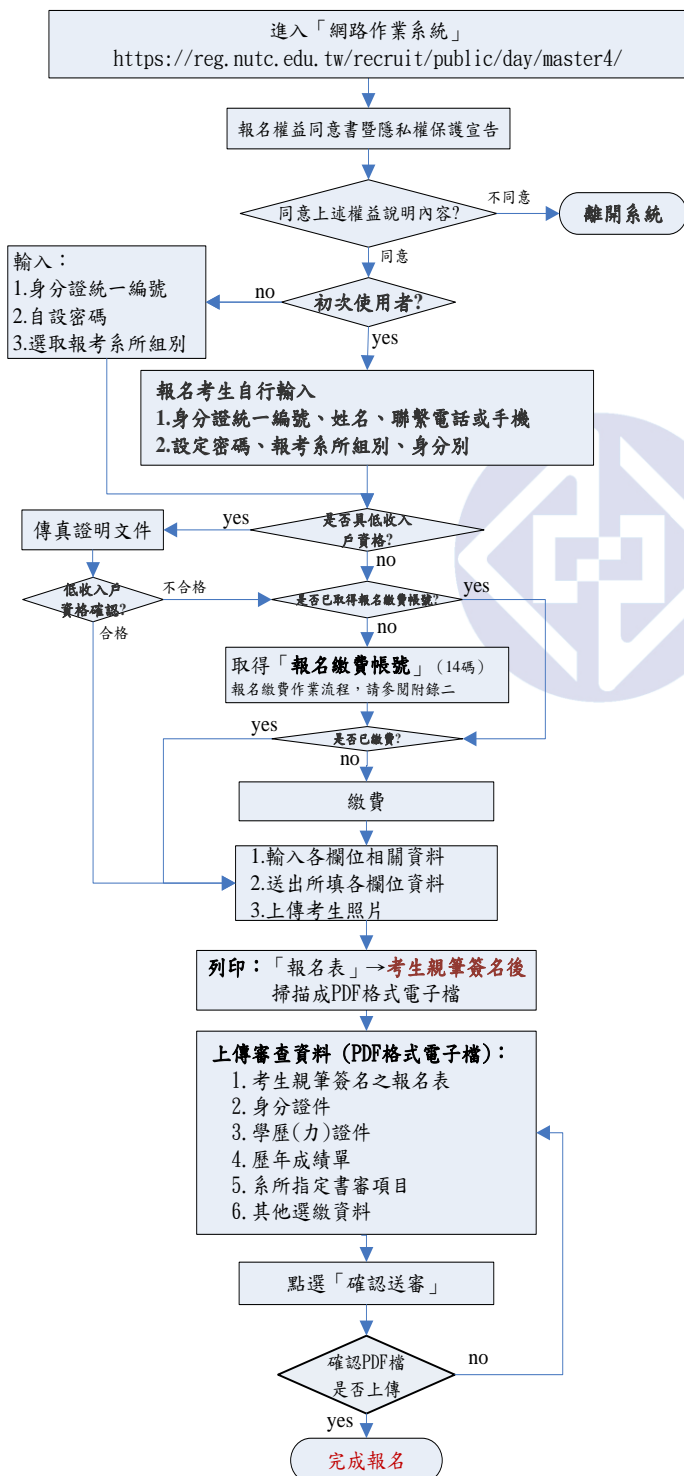 進入「網路作業系統」
https://reg.nutc.edu.tw/recruit/public/day/master4/
報名權益同意書暨隱私權保護宣告
同意上述權益說明內容?
不同意
離開系統
同意
輸入：
1.身分證統一編號
2.自設密碼
3.選取報考系所組別
no
初次使用者?
yes
報名考生自行輸入
1.身分證統一編號、姓名、聯繫電話或手機
2.設定密碼、報考系所組別、身分別
傳真證明文件
yes
是否具低收入
戶資格?
no
低收入戶
資格確認?
不合格
合格
是否已取得報名繳費帳號?
yes
no
取得「報名繳費帳號」（14碼）
報名繳費作業流程，請參閱附錄二
yes
是否已繳費?
no
繳費
1.輸入各欄位相關資料
2.送出所填各欄位資料
3.上傳考生照片
列印：「報名表」→考生親筆簽名後
掃描成PDF格式電子檔
上傳審查資料（PDF格式電子檔）：
1.考生親筆簽名之報名表
2.身分證件
3.學歷(力)證件
4.歷年成績單
5.系所指定書審項目
6.其他選繳資料
點選「確認送審」
確認PDF檔
是否上傳
no
yes
完成報名